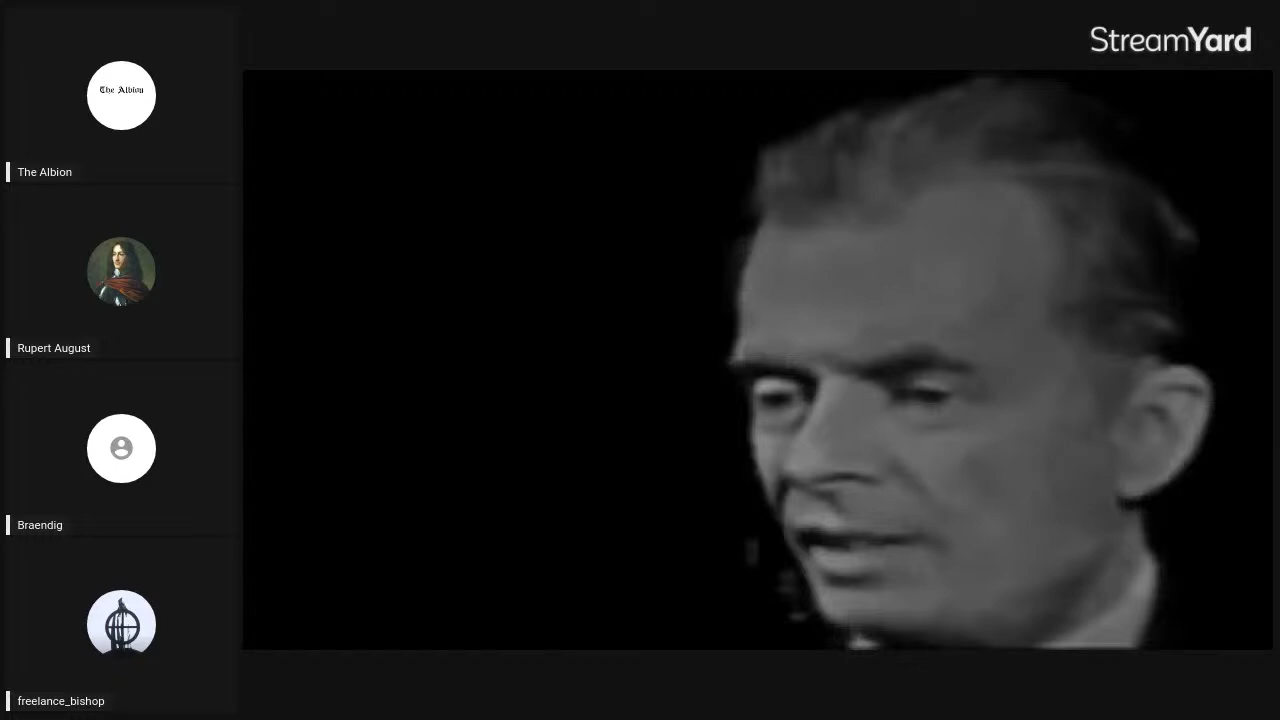 StreamYard
The Albion
The Albion
Rupert August
Braendig
freelance_bishop